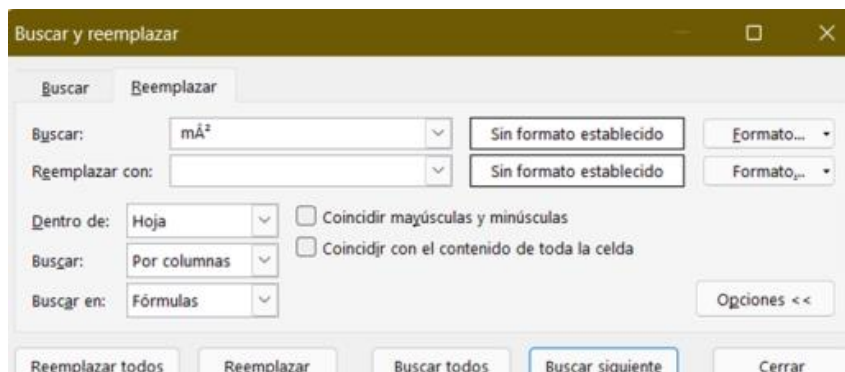 Buscar y reemplazar
Buscar Reemplazar
Buscar: mÂ² Sin formato establecido Formato...
Reemplazar con: Sin formato establecido Formato...
Dentro de: Hoja Coincidir mayúsculas y minúsculas
Buscar: Por columnas Coincidir con el contenido de toda la celda
Buscar en: Fórmulas Opciones <<
Reemplazar todos Reemplazar Buscar todos Buscar siguiente Cerrar